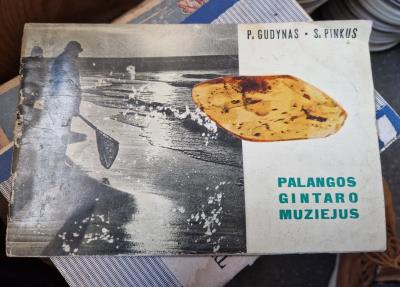 P. GUDYNAS • S. PINKUS
PALANGOS
GINTARO
MUZIEJUS